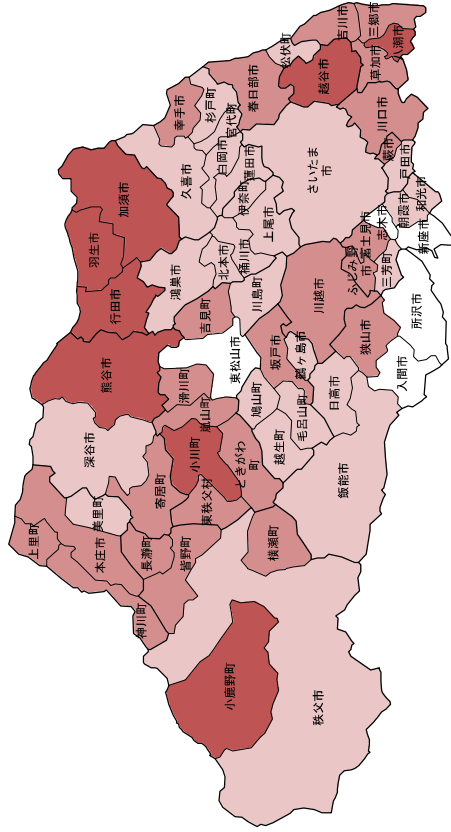 上里町
本庄市
神川町
美里町
深谷市
寄居町
長瀞町
皆野町
小鹿野町
秩父市
横瀬町
東秩父村
小川町
ときがわ
町
嵐山町
滑川町
熊谷市
行田市
羽生市
加須市
鴻巣市
吉見町
東松山市
鳩山町
越生町
毛呂山町
飯能市
日高市
鶴ヶ島市
坂戸市
川島町
川越市
狭山市
入間市
所沢市
三芳町
ふじみ野
市
富士見市
志木市
新座市
朝霞市
和光市
戸田市
蕨市
川口市
さいたま
市
上尾市
桶川市
北本市
伊奈町
蓮田市
白岡市
久喜市
宮代町
杉戸町
幸手市
春日部市
松伏町
越谷市
吉川市
三郷市
八潮市
草加市